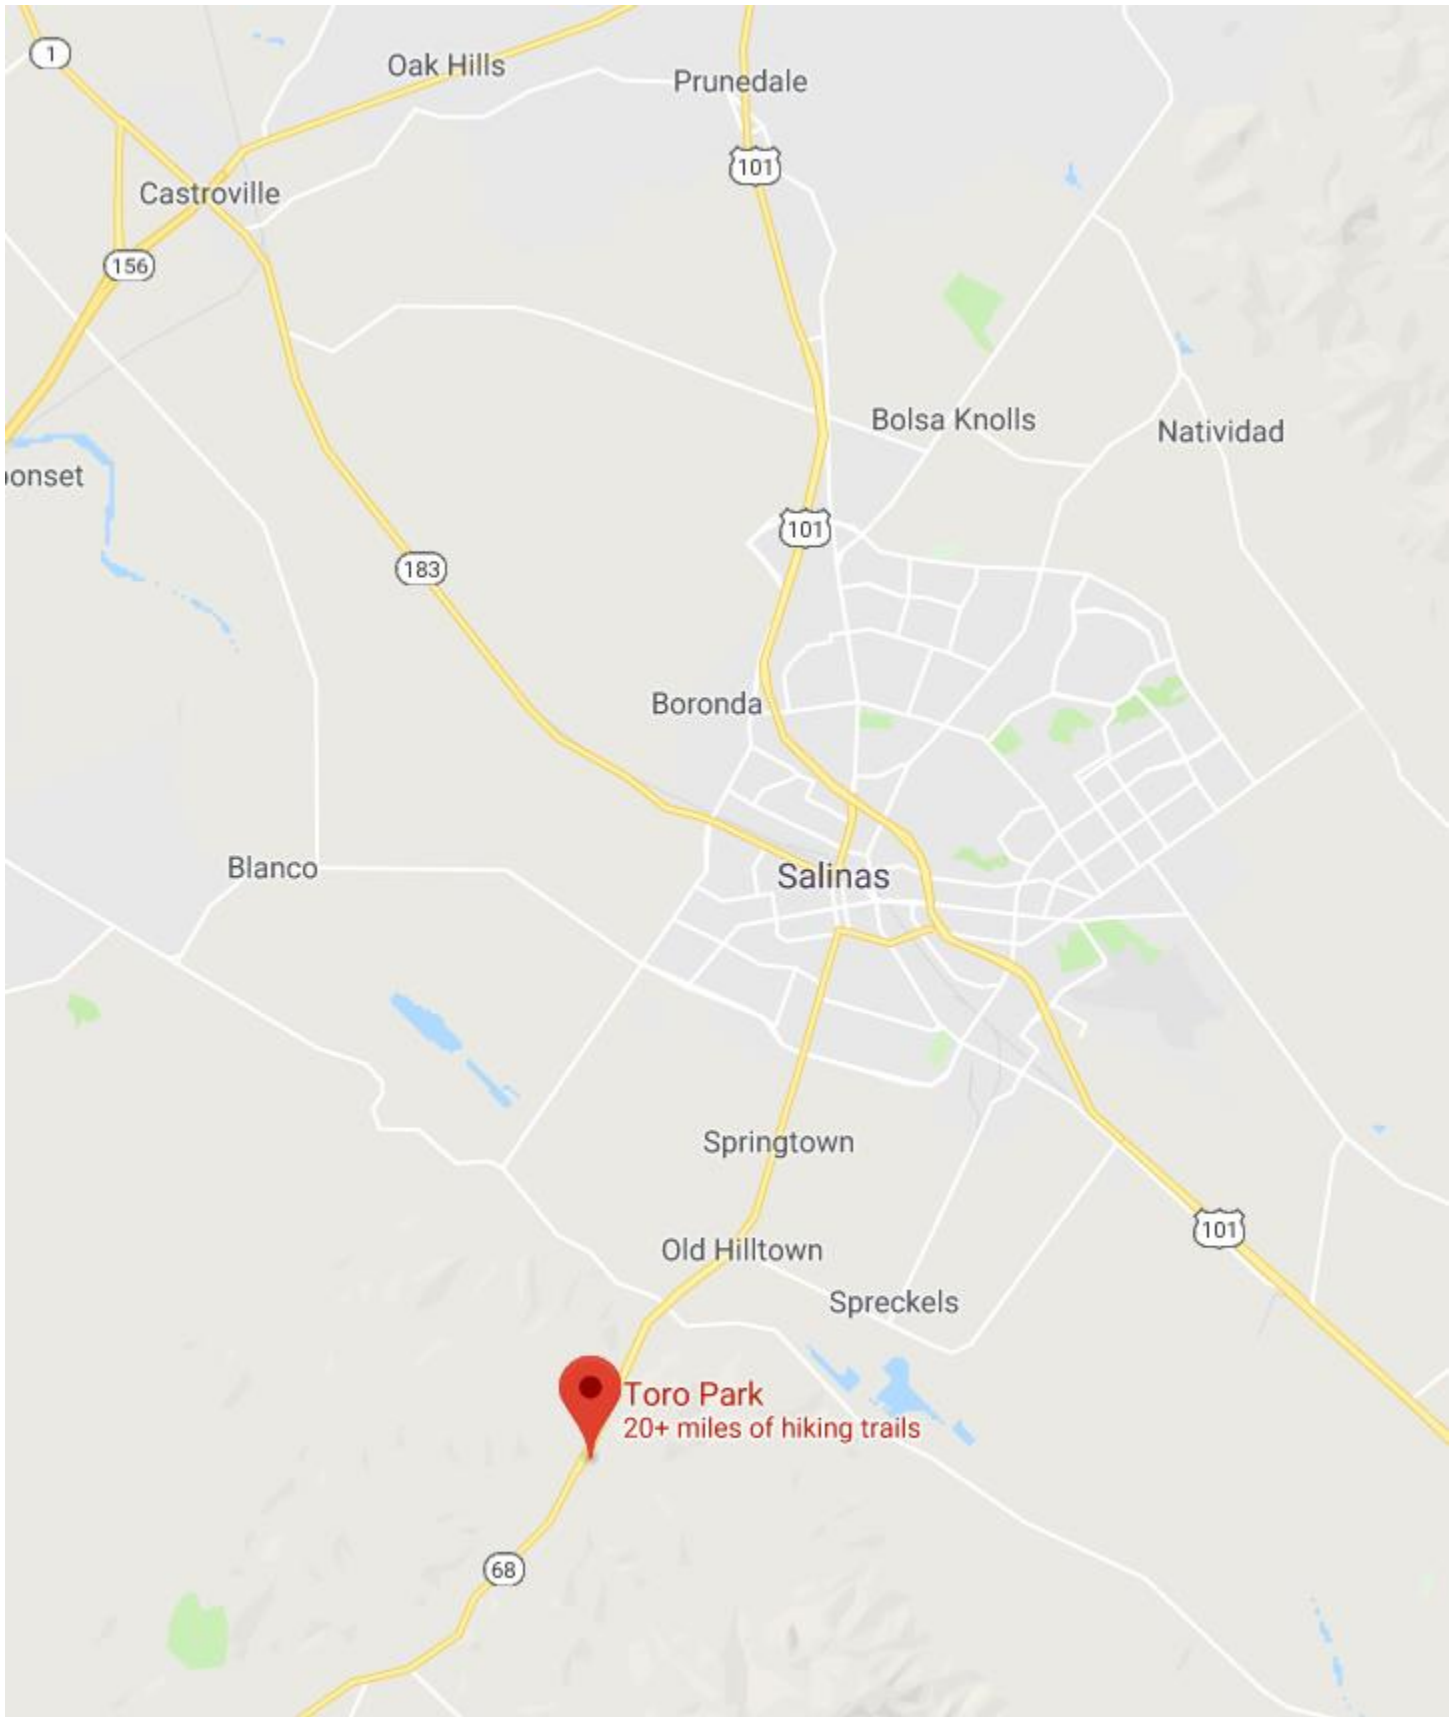 1
Oak Hills
Prunedale
101
Castroville
156
Bolsa Knolls
Natividad
onset
101
183
Boronda
Blanco
Salinas
Springtown
101
Old Hilltown
Spreckels
Toro Park
20+ miles of hiking trails
68